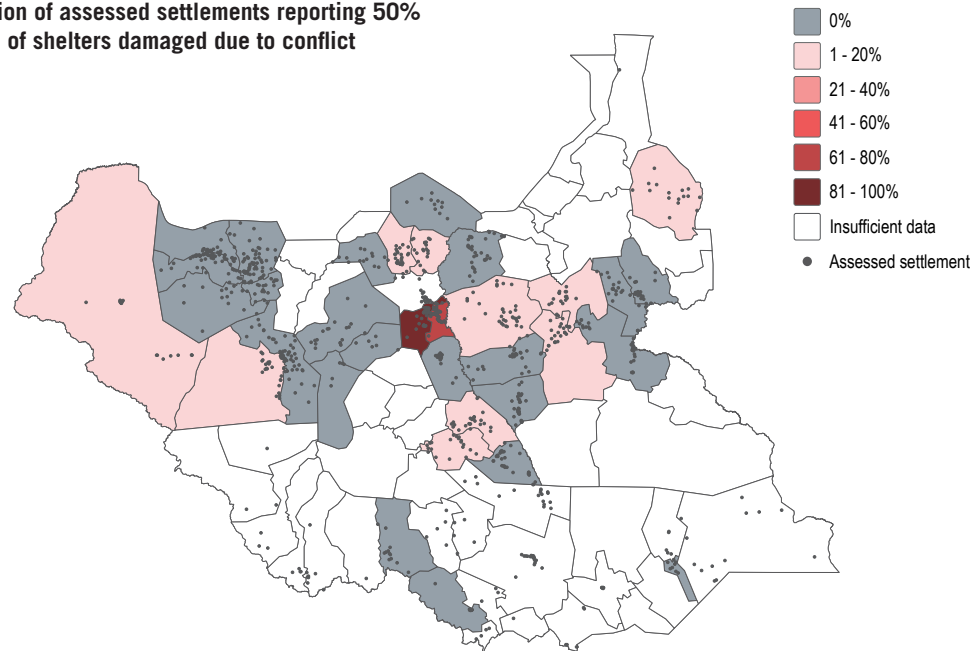 ion of assessed settlements reporting 50%
of shelters damaged due to conflict
0%
1 - 20%
21 - 40%
41 - 60%
61 - 80%
81 - 100%
Insufficient data
Assessed settlement